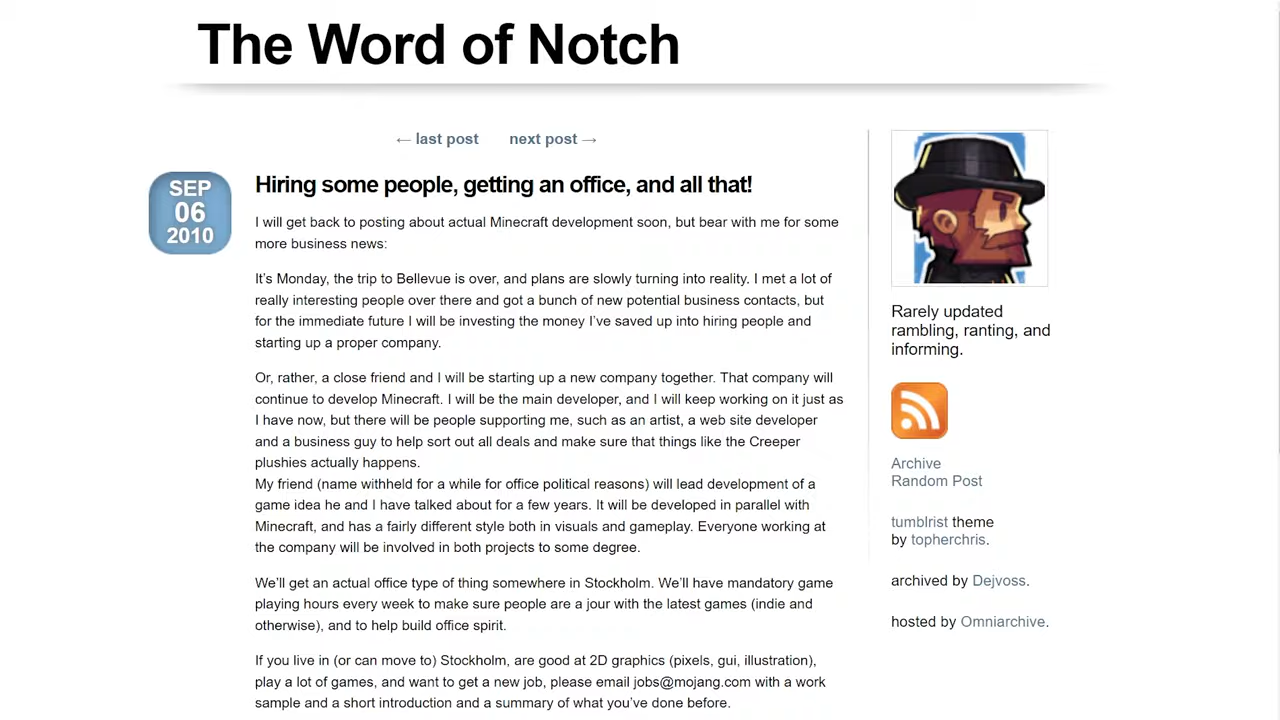 The Word of Notch
← last post next post →
SEP
06
2010
Hiring some people, getting an office, and all that!
I will get back to posting about actual Minecraft development soon, but bear with me for some
more business news:
It’s Monday, the trip to Bellevue is over, and plans are slowly turning into reality. I met a lot of
really interesting people over there and got a bunch of new potential business contacts, but
for the immediate future I will be investing the money I’ve saved up into hiring people and
starting up a proper company.
Or, rather, a close friend and I will be starting up a new company together. That company will
continue to develop Minecraft. I will be the main developer, and I will keep working on it just as
I have now, but there will be people supporting me, such as an artist, a web site developer
and a business guy to help sort out all deals and make sure that things like the Creeper
plushies actually happens.
My friend (name withheld for a while for office political reasons) will lead development of a
game idea he and I have talked about for a few years. It will be developed in parallel with
Minecraft, and has a fairly different style both in visuals and gameplay. Everyone working at
the company will be involved in both projects to some degree.
We’ll get an actual office type of thing somewhere in Stockholm. We’ll have mandatory game
playing hours every week to make sure people are a jour with the latest games (indie and
otherwise), and to help build office spirit.
If you live in (or can move to) Stockholm, are good at 2D graphics (pixels, gui, illustration),
play a lot of games, and want to get a new job, please email jobs@mojang.com with a work
sample and a short introduction and a summary of what you’ve done before.
Rarely updated
rambling, ranting, and
informing.
Archive
Random Post
tumblrist theme
by topherchris.
archived by Dejvoss.
hosted by Omniarchive.